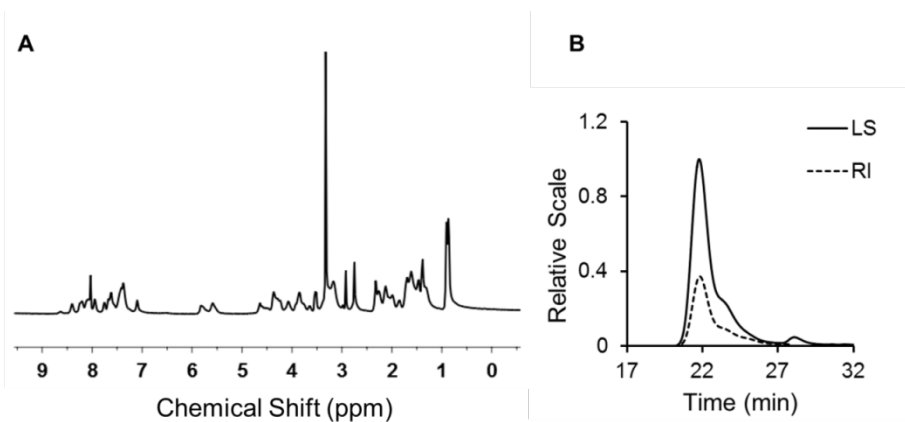 A
9 8 7 6 5 4 3 2 1 0
Chemical Shift (ppm)
B
1.2
0.8
0.4
0
Relative Scale
LS
RI
17 22 27 32
Time (min)